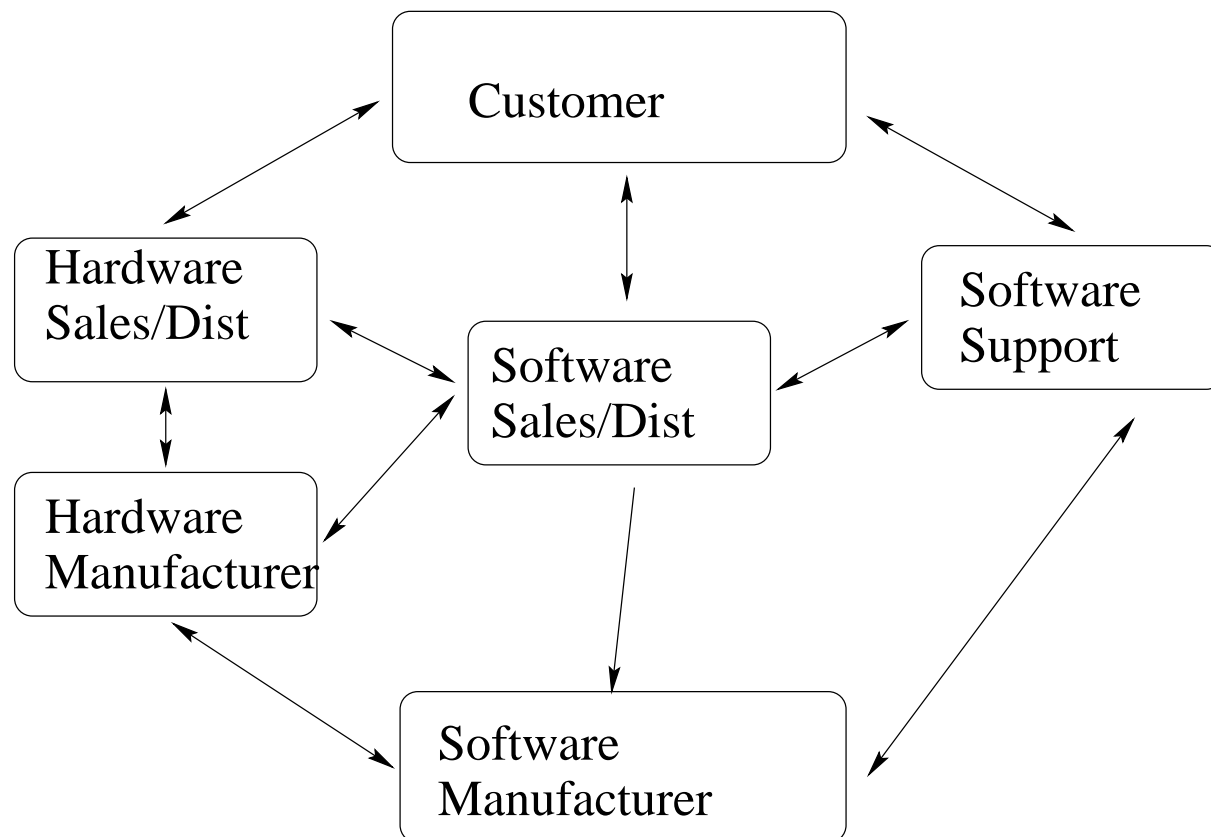 Customer
Hardware
Sales/Dist
Software
Support
Software
Sales/Dist
Hardware
Manufacturer
Software
Manufacturer